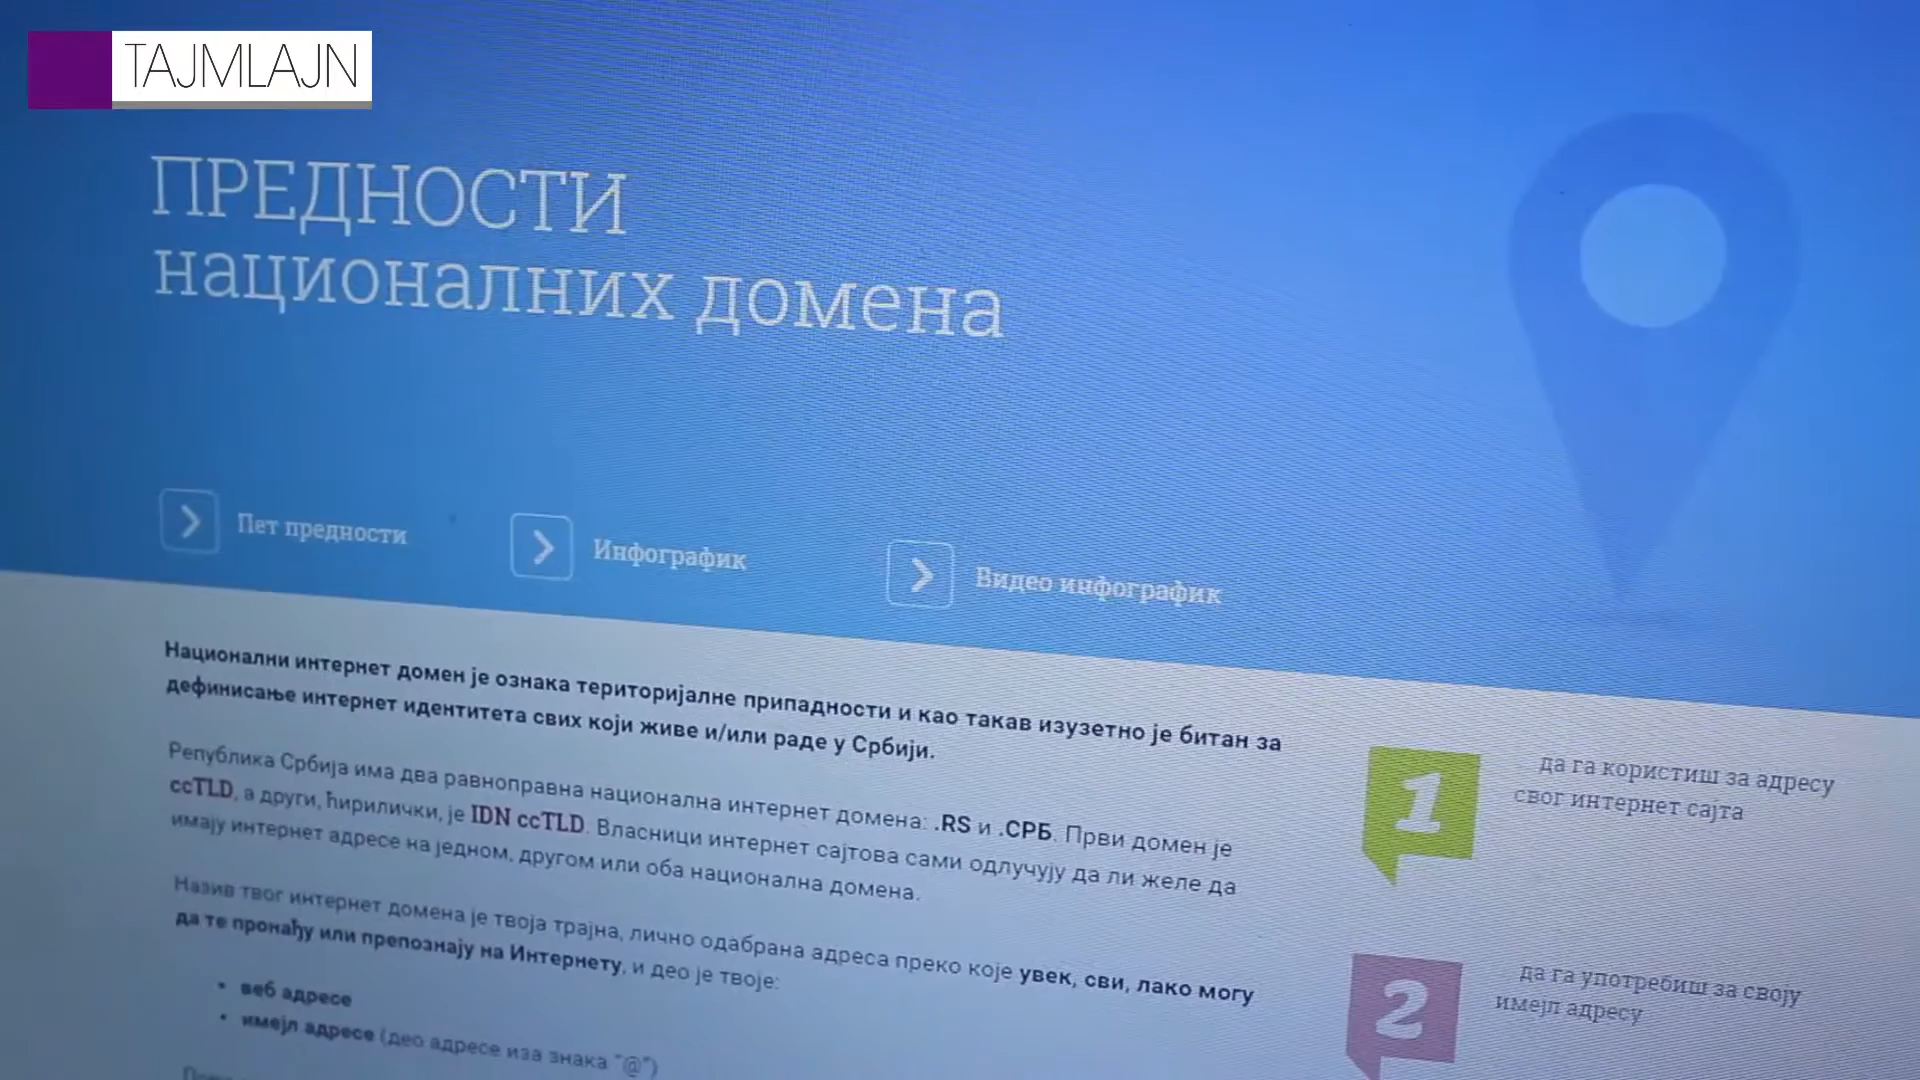 TAJMLAJN
ПРЕДНОСТИ
националних домена
Пет предности
Инфографик
Видео инфографик
Национални интернет домен је ознака територијалне припадности и као такав изузетно је битан за
дефинисање интернет идентитета свих који живе и/или раде у Србији.
Република Србија има два равноправна национална интернет домена: .RS и .СРБ. Први домен је
ccTLD, а други, ћирилички, је IDN ccTLD. Власници интернет сајтова сами одлучују да ли желе да
имају интернет адресе на једном, другом или оба национална домена.
Назив твог интернет домена је твоја трајна, лично одабрана адреса преко које увек, сви, лако могу
да те пронађу или препознају на Интернету, и део је твоје:
• веб адресе
• имејл адресе (део адресе иза знака "@")
1
да га користиш за адресу
свог интернет сајта
2
да га употребиш за своју
имејл адресу